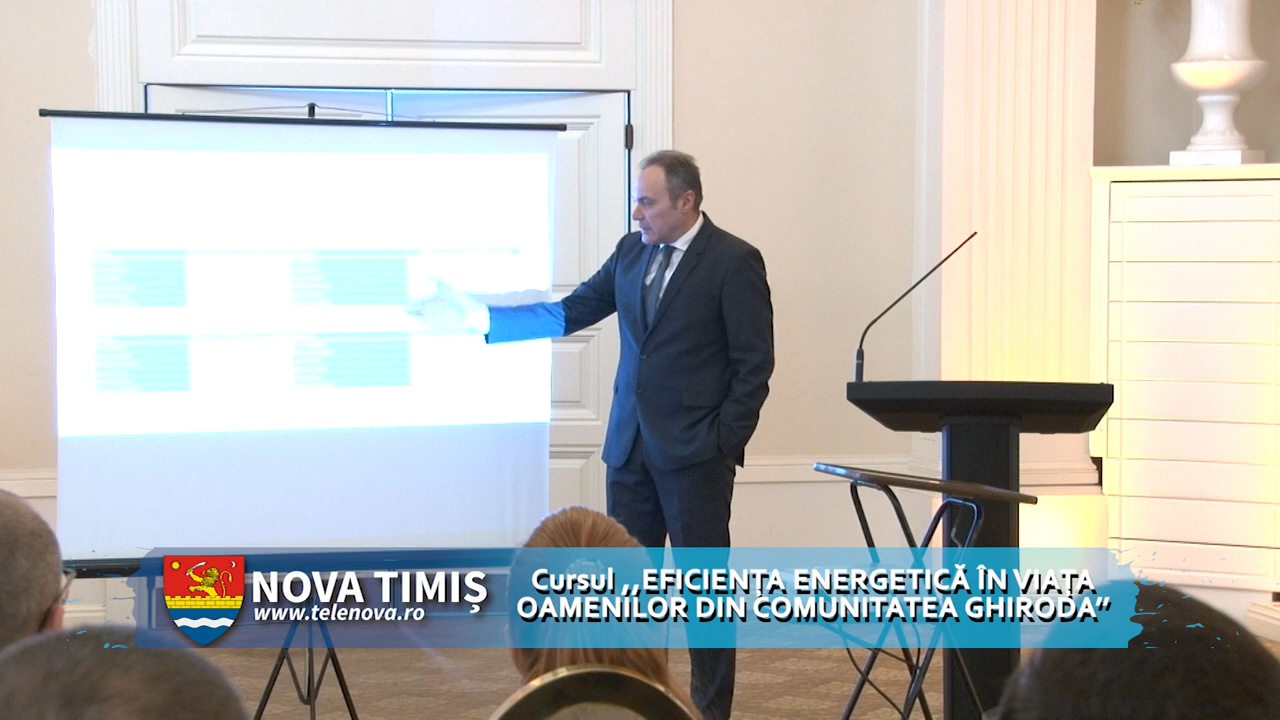 NOVA TIMIȘ
www.telenova.ro
Cursul ,,EFICIENȚA ENERGETICĂ ÎN VIAȚA
OAMENILOR DIN COMUNITATEA GHIRODA”